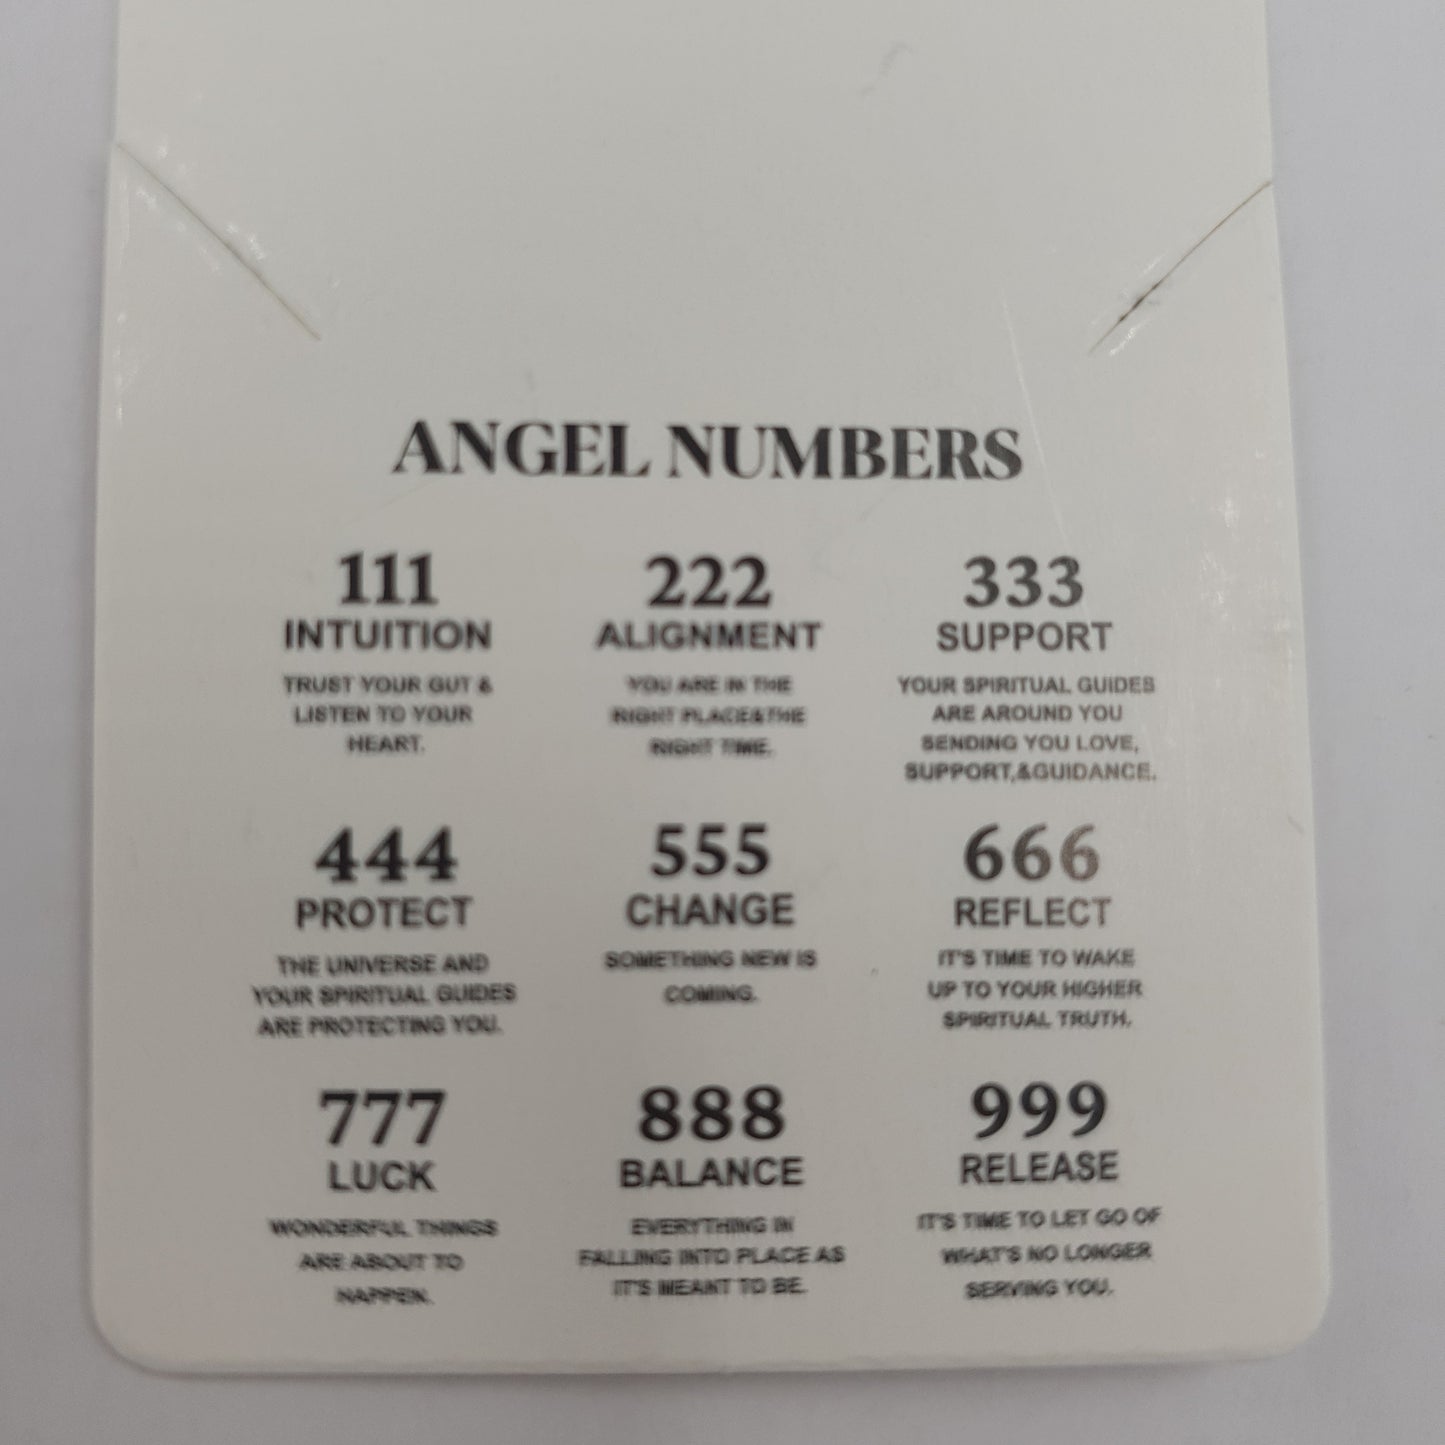 ANGEL NUMBERS
111
INTUITION
TRUST YOUR GUT &
LISTEN TO YOUR
HEART.
222
ALIGNMENT
YOU ARE IN THE
RIGHT PLACE&THE
RIGHT TIME.
333
SUPPORT
YOUR SPIRITUAL GUIDES
ARE AROUND YOU
SENDING YOU LOVE,
SUPPORT,&GUIDANCE.
444
PROTECT
THE UNIVERSE AND
YOUR SPIRITUAL GUIDES
ARE PROTECTING YOU.
555
CHANGE
SOMETHING NEW IS
COMING.
666
REFLECT
IT'S TIME TO WAKE
UP TO YOUR HIGHER
SPIRITUAL TRUTH.
777
LUCK
WONDERFUL THINGS
ARE ABOUT TO
HAPPEN.
888
BALANCE
EVERYTHING IN
FALLING INTO PLACE AS
IT'S MEANT TO BE.
999
RELEASE
IT'S TIME TO LET GO OF
WHAT'S NO LONGER
SERVING YOU.